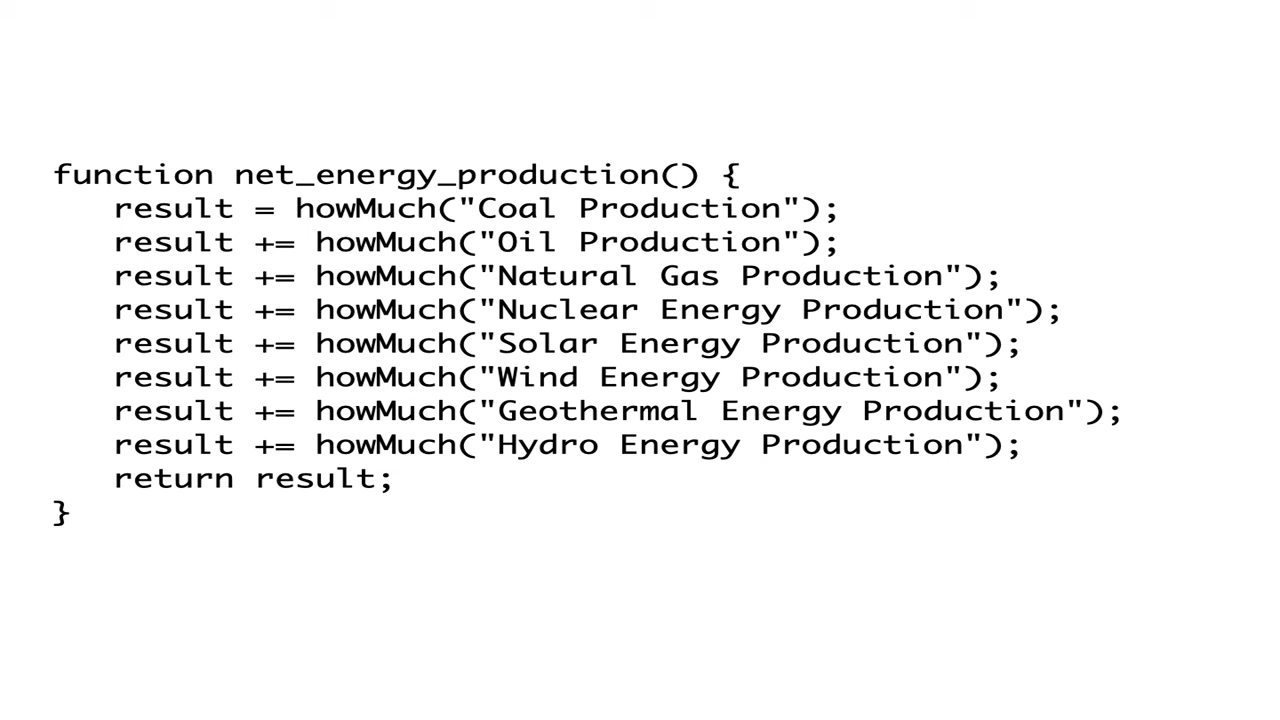 function net_energy_production() {
   result = howMuch("Coal Production");
   result += howMuch("Oil Production");
   result += howMuch("Natural Gas Production");
   result += howMuch("Nuclear Energy Production");
   result += howMuch("Solar Energy Production");
   result += howMuch("Wind Energy Production");
   result += howMuch("Geothermal Energy Production");
   result += howMuch("Hydro Energy Production");
   return result;
}